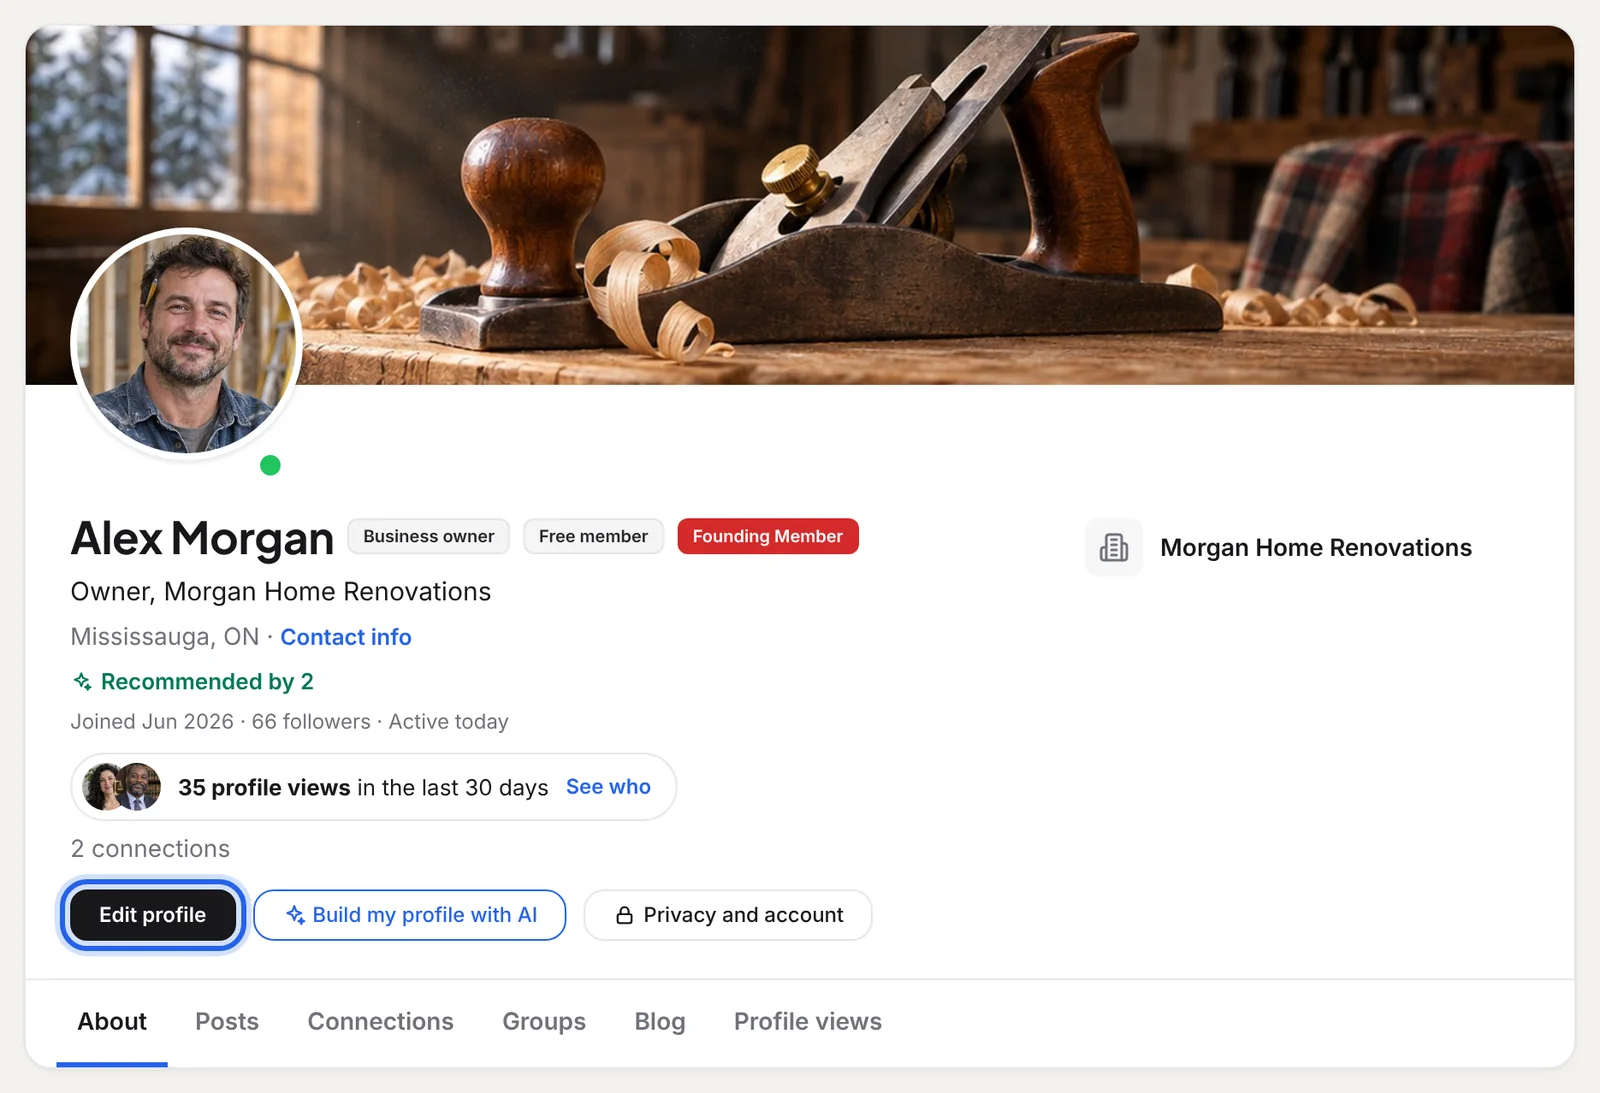 Alex Morgan
Business owner
Free member
Founding Member
Morgan Home Renovations
Owner, Morgan Home Renovations
Mississauga, ON · Contact info
Recommended by 2
Joined Jun 2026 · 66 followers · Active today
35 profile views in the last 30 days See who
2 connections
Edit profile
Build my profile with AI
Privacy and account
About
Posts
Connections
Groups
Blog
Profile views